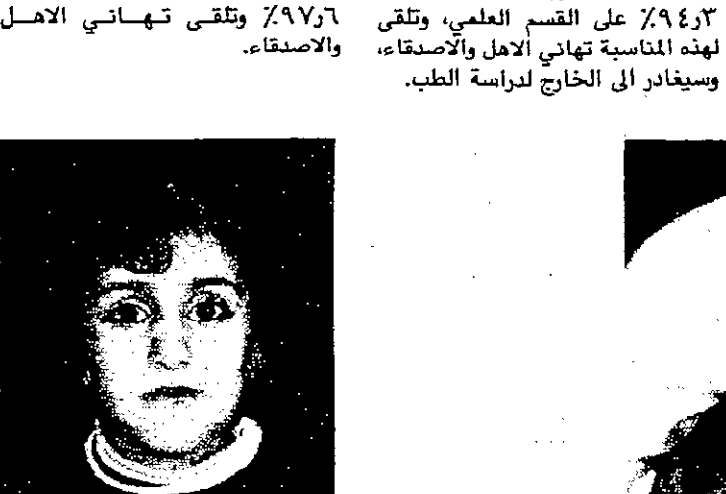 ٣ر٩٤٪ على القسم العلمي، وتلقى
لهذه المناسبة تهاني الاهل والاصدقاء،
وسيغادر الى الخارج لدراسة الطب.
٦ر٩٧٪ وتلقى تهاني الاهل
والاصدقاء.